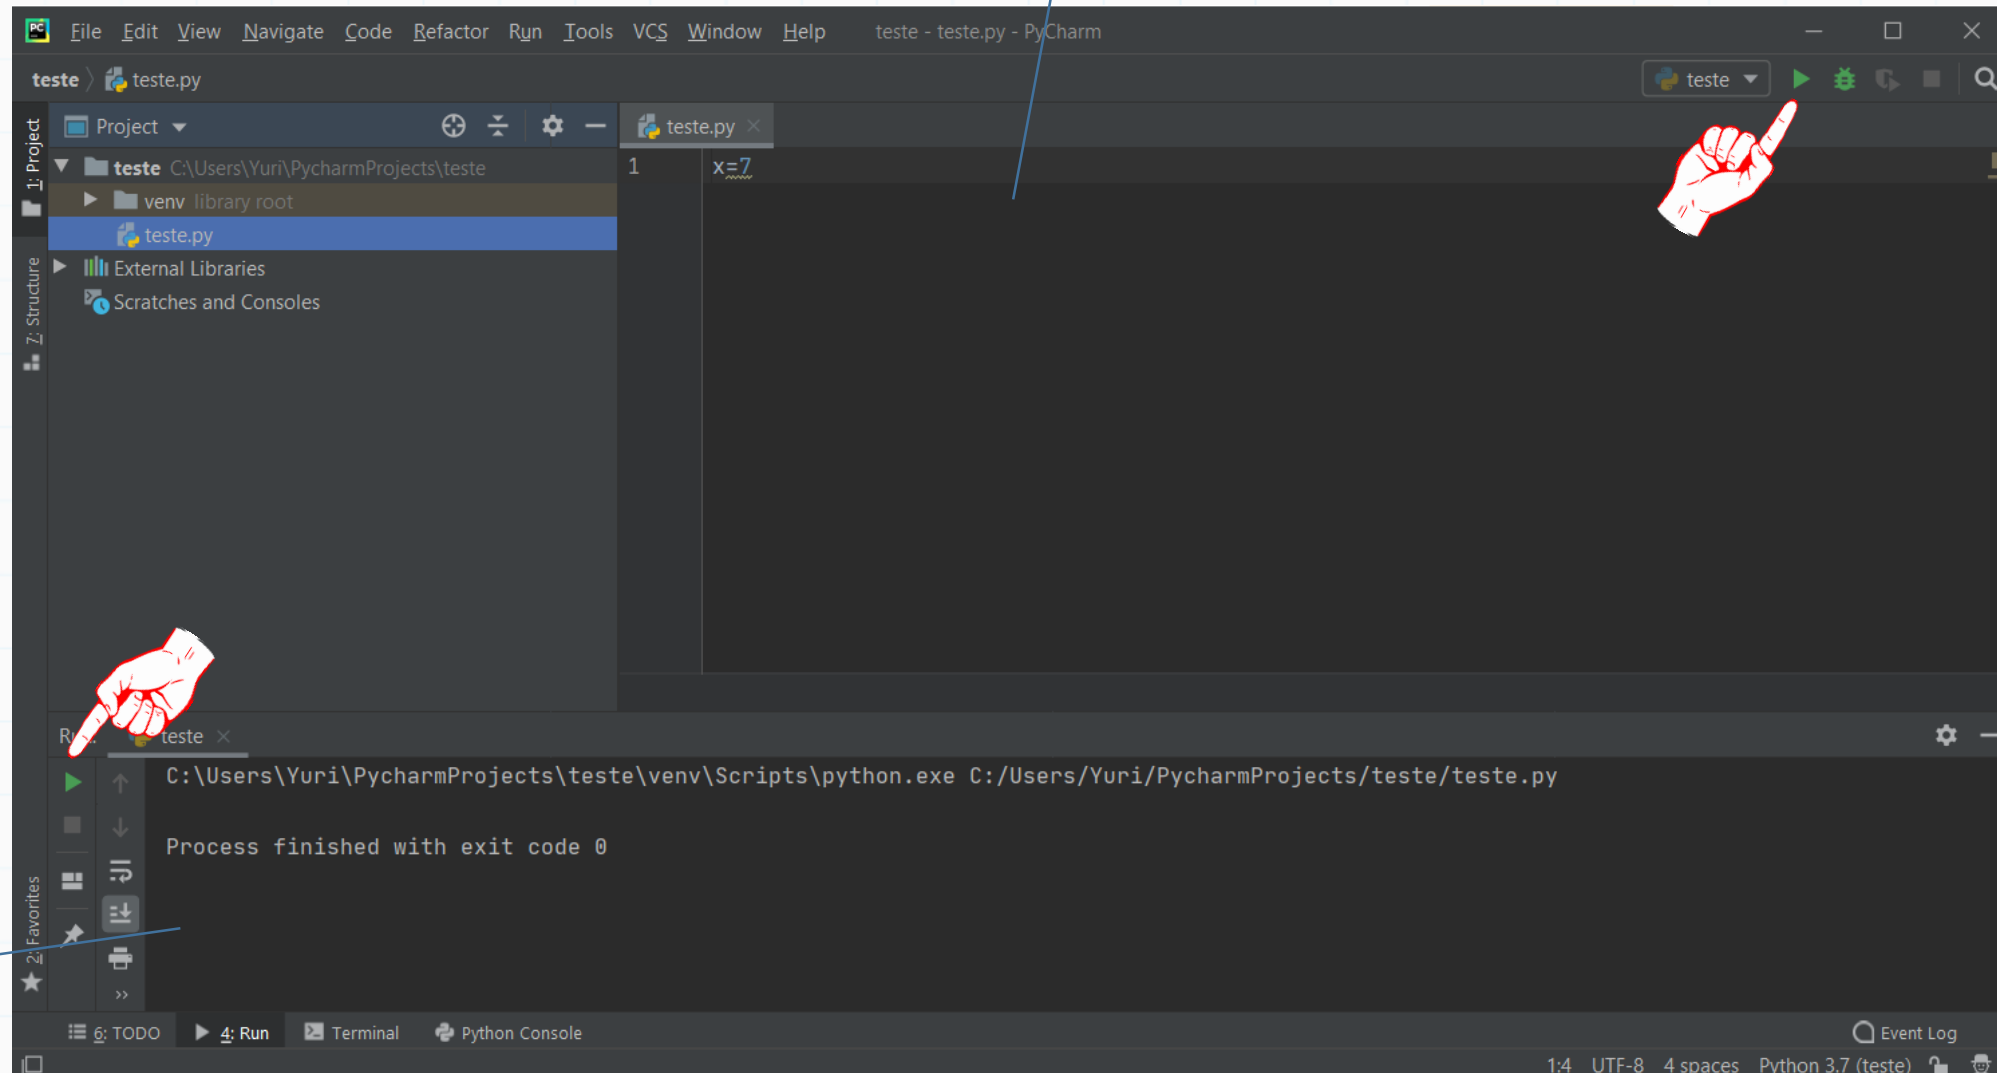 PC File Edit View Navigate Code Refactor Run Tools VCS Window Help teste - teste.py - PyCharm
teste teste.py teste
1: Project
Project teste.py
teste C:\Users\Yuri\PycharmProjects\teste
1 x=7
venv library root
teste.py
7: Structure
External Libraries
Scratches and Consoles
teste
C:\Users\Yuri\PycharmProjects\teste\venv\Scripts\python.exe C:/Users/Yuri/PycharmProjects/teste/teste.py
Process finished with exit code 0
2: Favorites
6: TODO 4: Run Terminal Python Console Event Log
1:4 UTF-8 4 spaces Python 3.7 (teste)